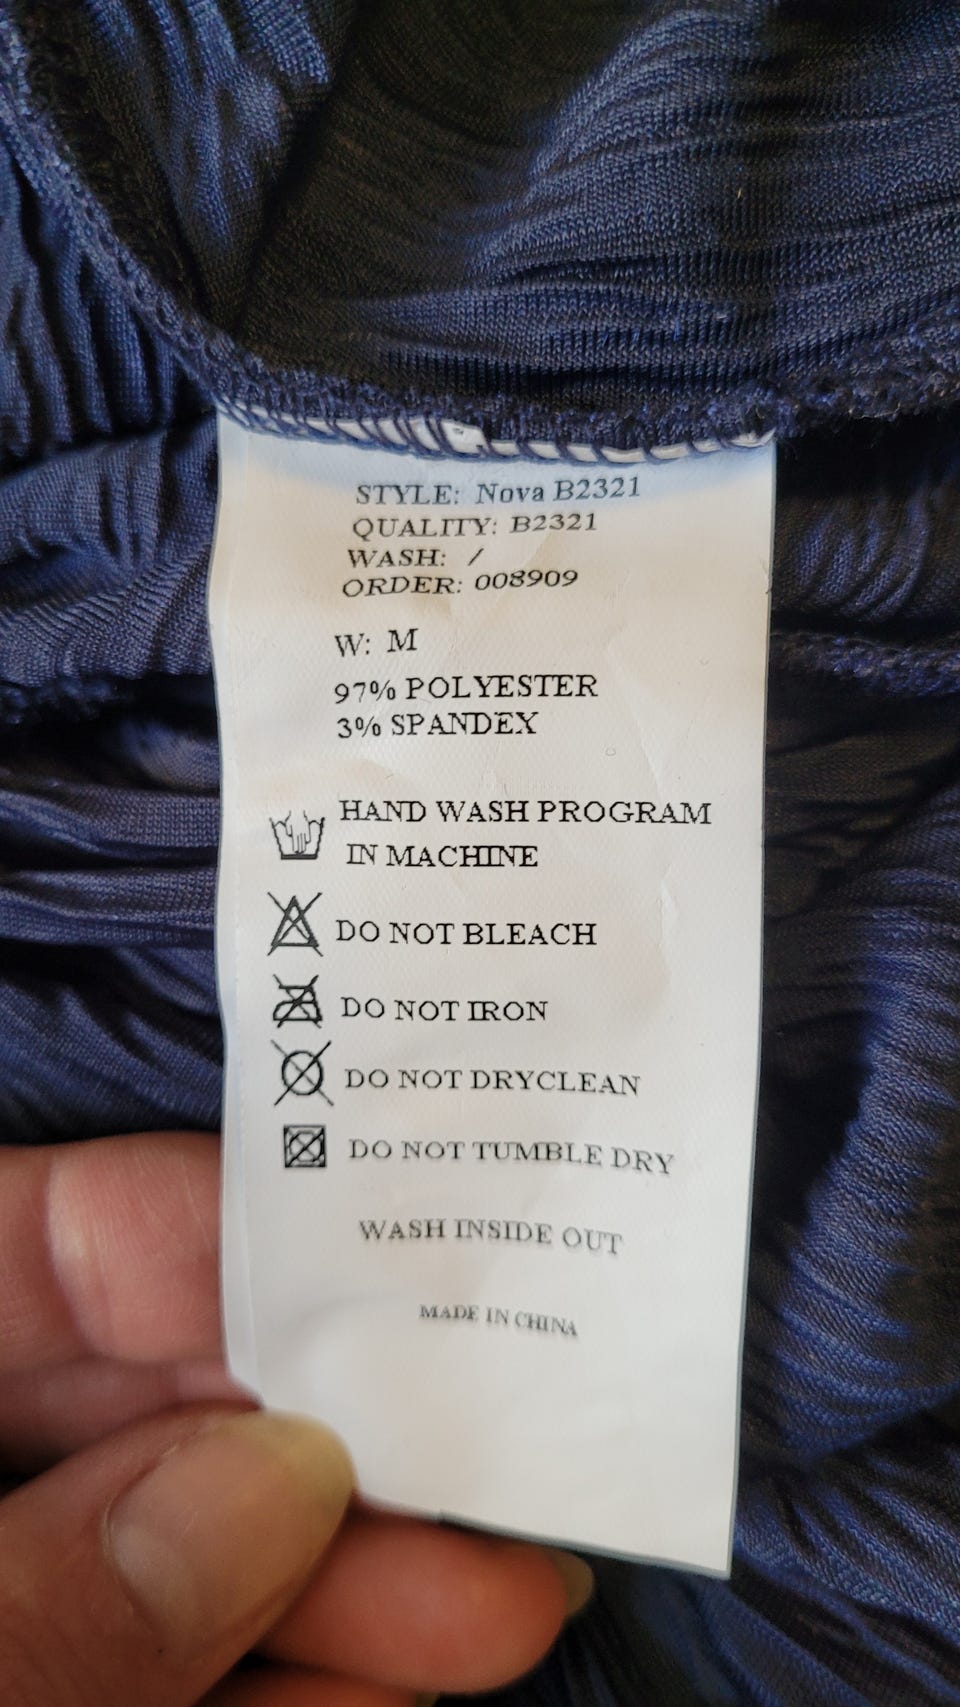 STYLE: Nova B2321
QUALITY: B2321
WASH: /
ORDER: 008909
W: M
97% POLYESTER
3% SPANDEX
HAND WASH PROGRAM
IN MACHINE
DO NOT BLEACH
DO NOT IRON
DO NOT DRYCLEAN
DO NOT TUMBLE DRY
WASH INSIDE OUT
MADE IN CHINA